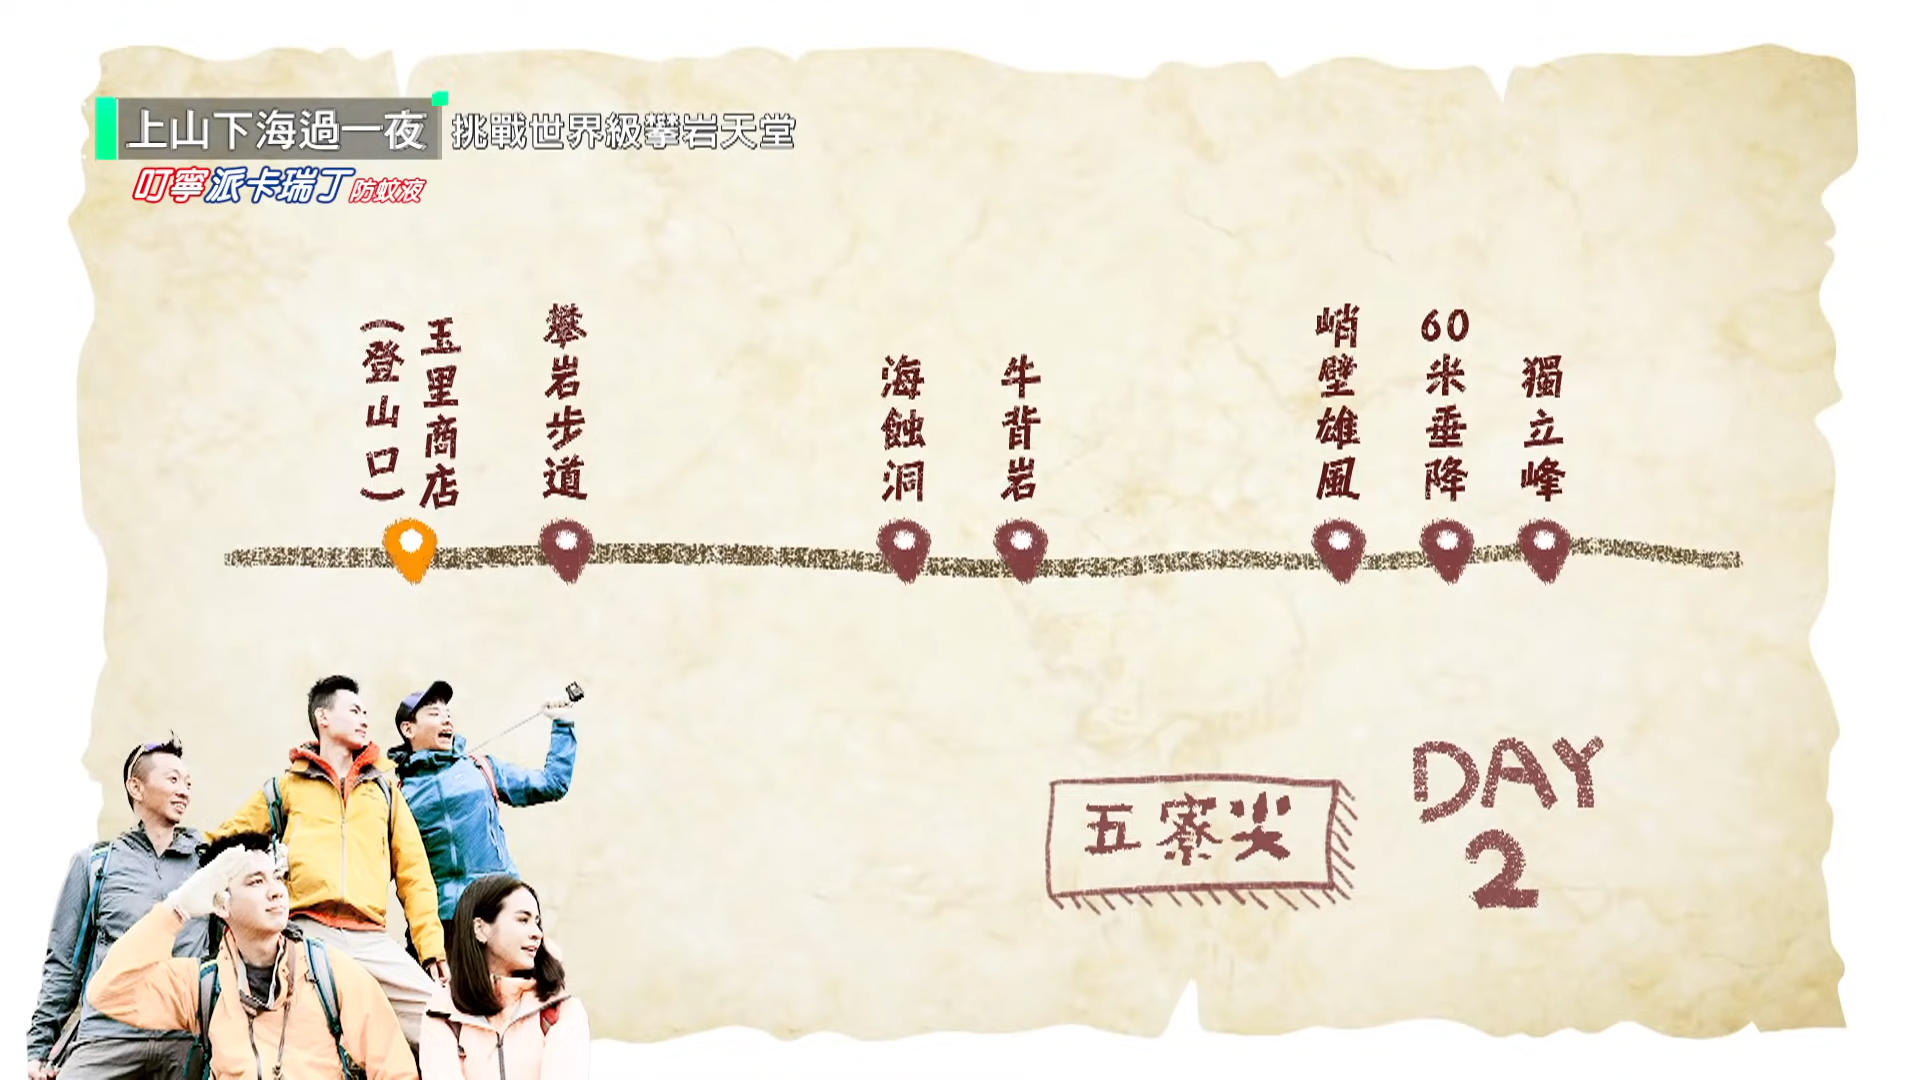 上山下海過一夜 挑戰世界級攀岩天堂
叮寧派卡瑞丁防蚊液
玉里商店
(登山口)
攀岩步道
海蝕洞
牛背岩
峭壁雄風
60米垂降
獨立峰
五寮尖
DAY
2